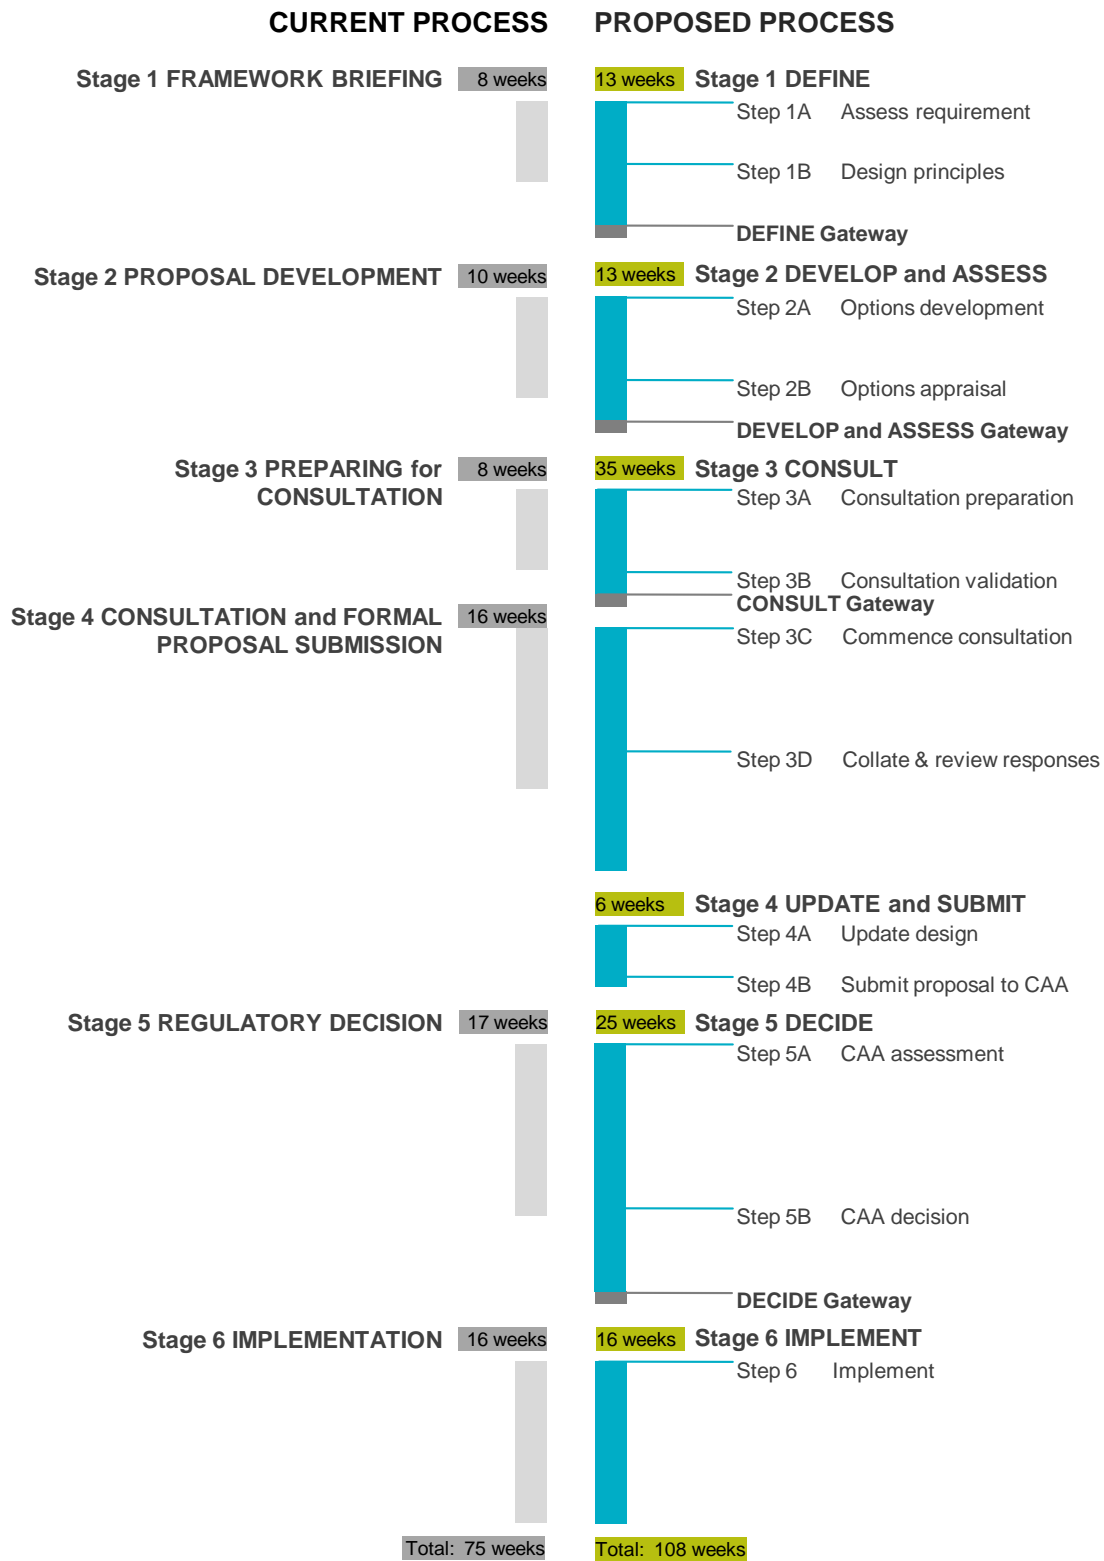 CURRENT PROCESS PROPOSED PROCESS
Stage 1 FRAMEWORK BRIEFING 8 weeks 13 weeks Stage 1 DEFINE
Step 1A Assess requirement
Step 1B Design principles
DEFINE Gateway
Stage 2 PROPOSAL DEVELOPMENT 10 weeks 13 weeks Stage 2 DEVELOP and ASSESS
Step 2A Options development
Step 2B Options appraisal
DEVELOP and ASSESS Gateway
Stage 3 PREPARING for 8 weeks 35 weeks Stage 3 CONSULT
CONSULTATION Step 3A Consultation preparation
Step 3B Consultation validation
CONSULT Gateway
Stage 4 CONSULTATION and FORMAL 16 weeks
PROPOSAL SUBMISSION Step 3C Commence consultation
Step 3D Collate & review responses
6 weeks Stage 4 UPDATE and SUBMIT
Step 4A Update design
Step 4B Submit proposal to CAA
Stage 5 REGULATORY DECISION 17 weeks 25 weeks Stage 5 DECIDE
Step 5A CAA assessment
Step 5B CAA decision
DECIDE Gateway
Stage 6 IMPLEMENTATION 16 weeks 16 weeks Stage 6 IMPLEMENT
Step 6 Implement
Total: 75 weeks Total: 108 weeks